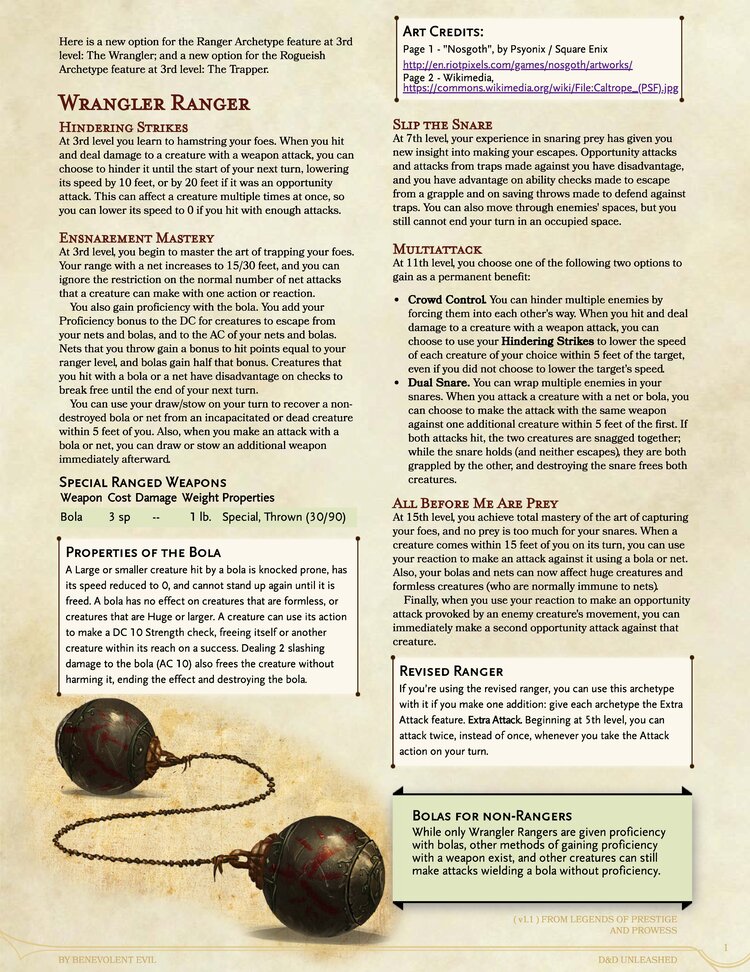 Here is a new option for the Ranger Archetype feature at 3rd
level: The Wrangler; and a new option for the Rogueish
Archetype feature at 3rd level: The Trapper.
Wrangler Ranger
Hindering Strikes
At 3rd level you learn to hamstring your foes. When you hit
and deal damage to a creature with a weapon attack, you can
choose to hinder it until the start of your next turn, lowering
its speed by 10 feet, or by 20 feet if it was an opportunity
attack. This can affect a creature multiple times at once, so
you can lower its speed to 0 if you hit with enough attacks.
Ensnarement Mastery
At 3rd level, you begin to master the art of trapping your foes.
Your range with a net increases to 15/30 feet, and you can
ignore the restriction on the normal number of net attacks
that a creature can make with one action or reaction.
You also gain proficiency with the bola. You add your
Proficiency bonus to the DC for creatures to escape from
your nets and bolas, and to the AC of your nets and bolas.
Nets that you throw gain a bonus to hit points equal to your
ranger level, and bolas gain half that bonus. Creatures that
you hit with a bola or a net have disadvantage on checks to
break free until the end of your next turn.
You can use your draw/stow on your turn to recover a non-
destroyed bola or net from an incapacitated or dead creature
within 5 feet of you. Also, when you make an attack with a
bola or net, you can draw or stow an additional weapon
immediately afterward.
Special Ranged Weapons
Weapon Cost Damage Weight Properties
Bola 3 sp -- 1 lb. Special, Thrown (30/90)
Properties of the Bola
A Large or smaller creature hit by a bola is knocked prone, has
its speed reduced to 0, and cannot stand up again until it is
freed. A bola has no effect on creatures that are formless, or
creatures that are Huge or larger. A creature can use its action
to make a DC 10 Strength check, freeing itself or another
creature within its reach on a success. Dealing 2 slashing
damage to the bola (AC 10) also frees the creature without
harming it, ending the effect and destroying the bola.
Art Credits:
Page 1 - "Nosgoth", by Psyonix / Square Enix
http://en.riotpixels.com/games/nosgoth/artworks/
Page 2 - Wikimedia,
https://commons.wikimedia.org/wiki/File:Caltrope_(PSF).jpg
Slip the Snare
At 7th level, your experience in snaring prey has given you
new insight into making your escapes. Opportunity attacks
and attacks from traps made against you have disadvantage,
and you have advantage on ability checks made to escape
from a grapple and on saving throws made to defend against
traps. You can also move through enemies' spaces, but you
still cannot end your turn in an occupied space.
Multiattack
At 11th level, you choose one of the following two options to
gain as a permanent benefit:
• Crowd Control. You can hinder multiple enemies by
forcing them into each other's way. When you hit and deal
damage to a creature with a weapon attack, you can
choose to use your Hindering Strikes to lower the speed
of each creature of your choice within 5 feet of the target,
even if you did not choose to lower the target's speed.
• Dual Snare. You can wrap multiple enemies in your
snares. When you attack a creature with a net or bola, you
can choose to make the attack with the same weapon
against one additional creature within 5 feet of the first. If
both attacks hit, the two creatures are snagged together;
while the snare holds (and neither escapes), they are both
grappled by the other, and destroying the snare frees both
creatures.
All Before Me Are Prey
At 15th level, you achieve total mastery of the art of capturing
your foes, and no prey is too much for your snares. When a
creature comes within 15 feet of you on its turn, you can use
your reaction to make an attack against it using a bola or net.
Also, your bolas and nets can now affect huge creatures and
formless creatures (who are normally immune to nets).
Finally, when you use your reaction to make an opportunity
attack provoked by an enemy creature's movement, you can
immediately make a second opportunity attack against that
creature.
Revised Ranger
If you're using the revised ranger, you can use this archetype
with it if you make one addition: give each archetype the Extra
Attack feature. Extra Attack. Beginning at 5th level, you can
attack twice, instead of once, whenever you take the Attack
action on your turn.
Bolas for non-Rangers
While only Wrangler Rangers are given proficiency
with bolas, other methods of gaining proficiency
with a weapon exist, and other creatures can still
make attacks wielding a bola without proficiency.
( v1.1 ) FROM LEGENDS OF PRESTIGE
AND PROWESS
1
BY BENEVOLENT EVIL
D&D UNLEASHED